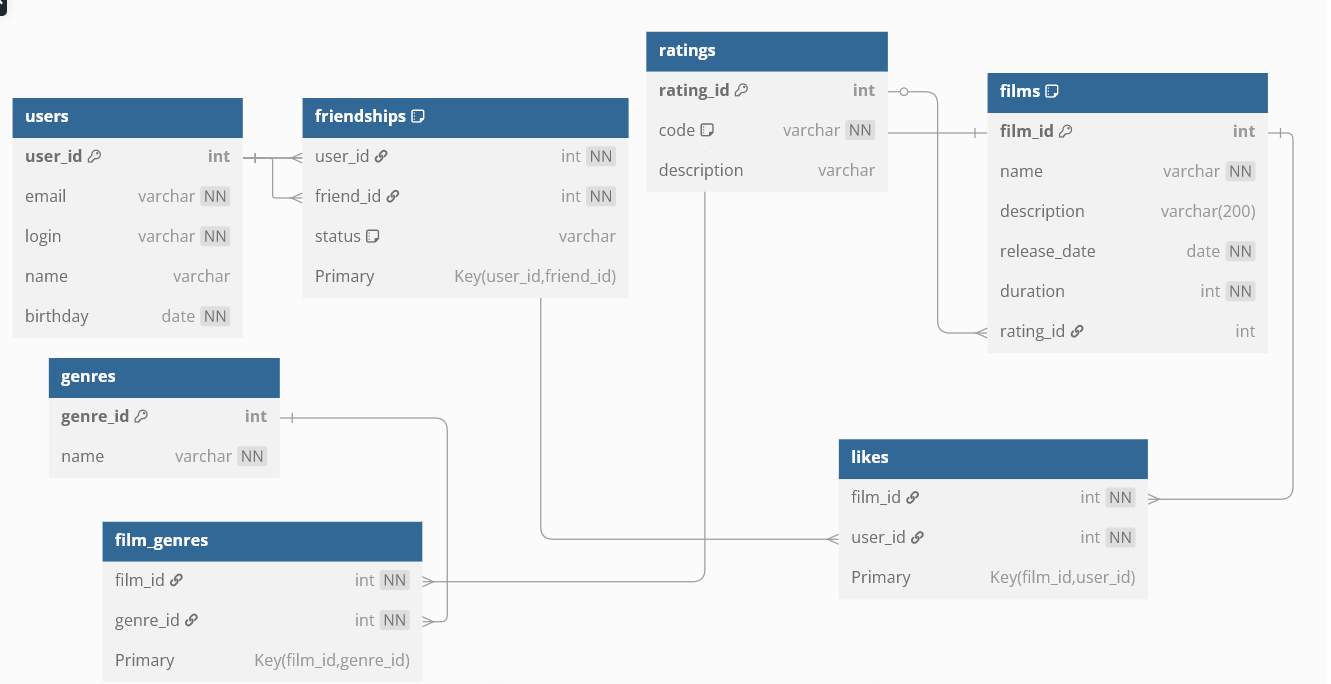 users
user_id int
email varchar NN
login varchar NN
name varchar
birthday date NN
friendships
user_id int NN
friend_id int NN
status varchar
Primary Key(user_id,friend_id)
ratings
rating_id int
code varchar NN
description varchar
films
film_id int
name varchar NN
description varchar(200)
release_date date NN
duration int NN
rating_id int
genres
genre_id int
name varchar NN
film_genres
film_id int NN
genre_id int NN
Primary Key(film_id,genre_id)
likes
film_id int NN
user_id int NN
Primary Key(film_id,user_id)